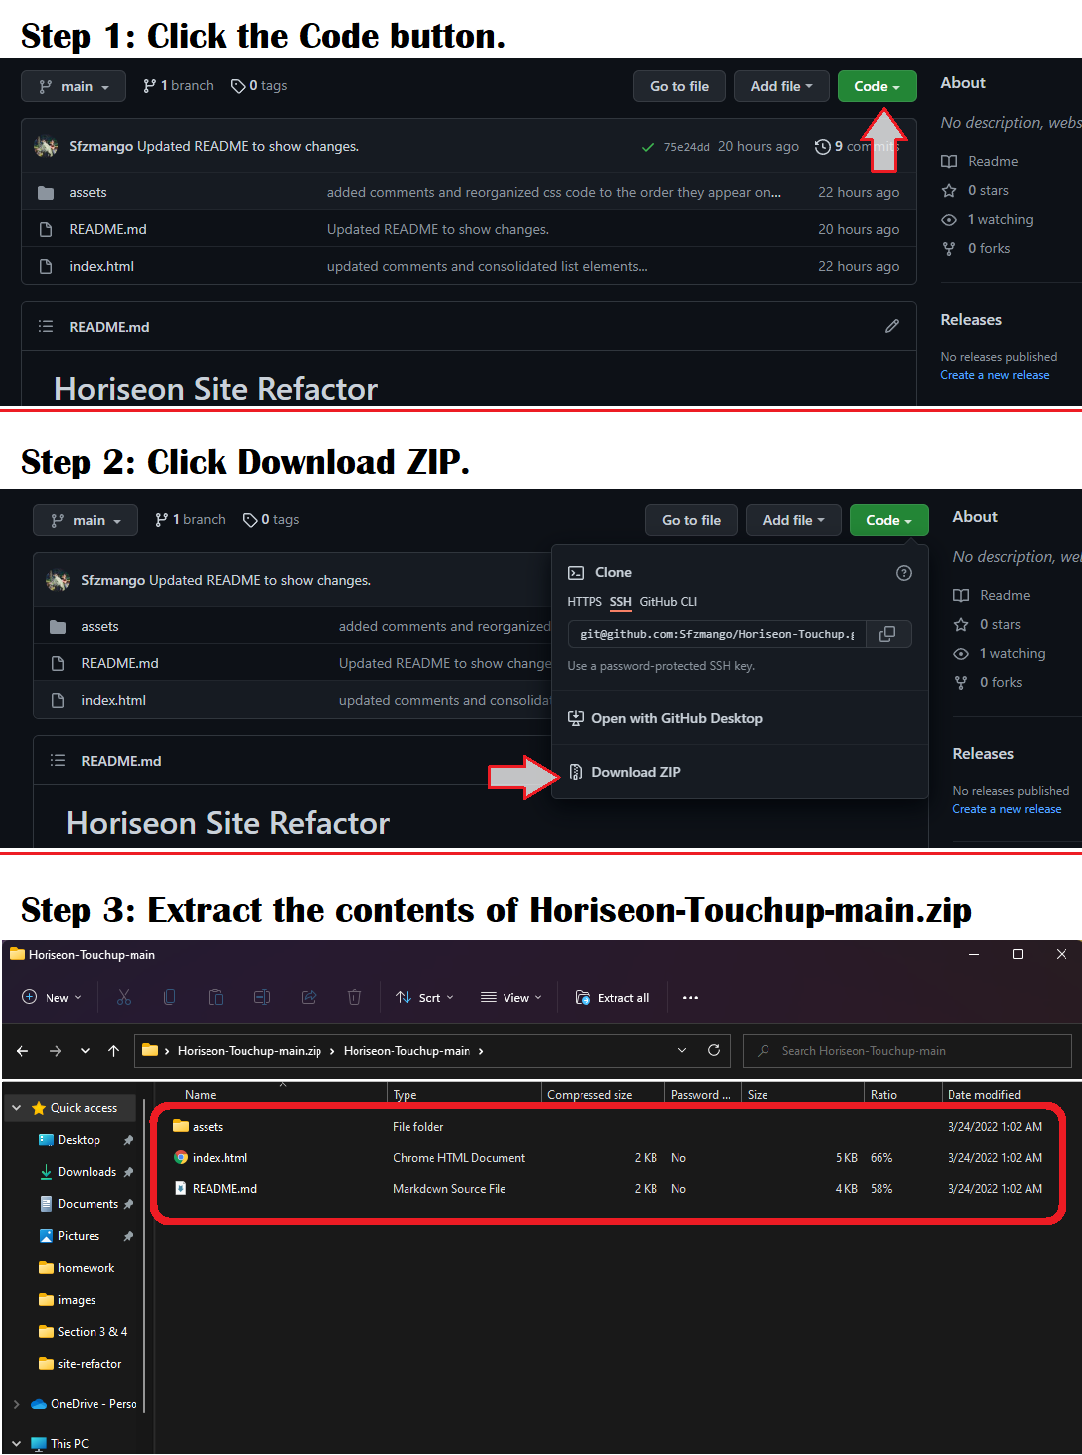 Step 1: Click the Code button.
main 1 branch 0 tags Go to file Add file Code About
No description, webs
Sfzmango Updated README to show changes. 75e24dd 20 hours ago 9 commits
Readme
assets added comments and reorganized css code to the order they appear on... 22 hours ago
0 stars
README.md Updated README to show changes. 20 hours ago
1 watching
index.html updated comments and consolidated list elements... 22 hours ago
0 forks
README.md
Releases
No releases published
Create a new release
Horiseon Site Refactor
Step 2: Click Download ZIP.
main 1 branch 0 tags Go to file Add file Code About
No description, we
Sfzmango Updated README to show changes.
Clone
HTTPS SSH GitHub CLI
Readme
assets added comments and reorganized
0 stars
git@github.com:Sfzmango/Horiseon-Touchup.g
README.md Updated README to show change
1 watching
Use a password-protected SSH key.
index.html updated comments and consolida
0 forks
Open with GitHub Desktop
README.md
Releases
Download ZIP
No releases published
Create a new release
Horiseon Site Refactor
Step 3: Extract the contents of Horiseon-Touchup-main.zip
Horiseon-Touchup-main
New Sort View Extract all ...
Horiseon-Touchup-main.zip Horiseon-Touchup-main Search Horiseon-Touchup-main
Name Type Compressed size Password ... Size Ratio Date modified
Quick access
assets File folder 3/24/2022 1:02 AM
Desktop
index.html Chrome HTML Document 2 KB No 5 KB 66% 3/24/2022 1:02 AM
Downloads
README.md Markdown Source File 2 KB No 4 KB 58% 3/24/2022 1:02 AM
Documents
Pictures
homework
images
Section 3 & 4
site-refactor
OneDrive - Perso
This PC